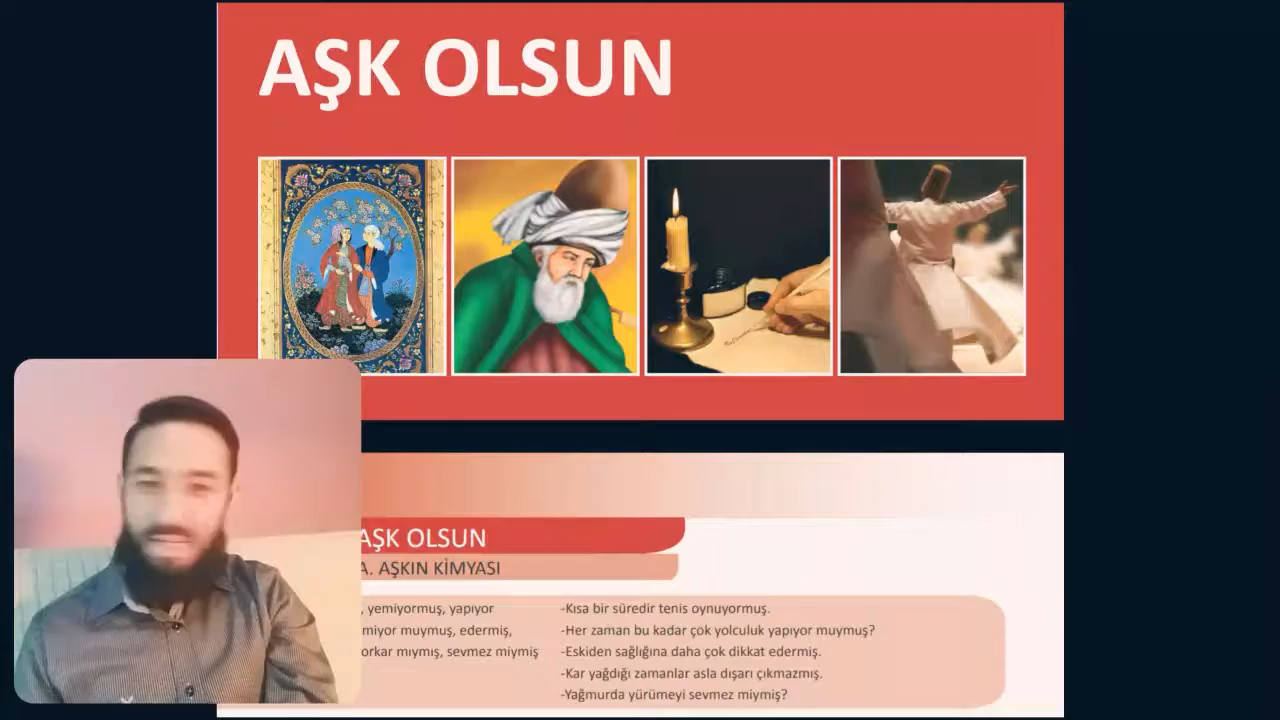 AŞK OLSUN
AŞK OLSUN
A. AŞKIN KİMYASI
, yemiyormuş, yapıyor
miyor muymuş, edermiş,
orkar mıymış, sevmez miymiş
-Kısa bir süredir tenis oynuyormuş.
-Her zaman bu kadar çok yolculuk yapıyor muymuş?
-Eskiden sağlığına daha çok dikkat edermiş.
-Kar yağdığı zamanlar asla dışarı çıkmazmış.
-Yağmurda yürümeyi sevmez miymiş?